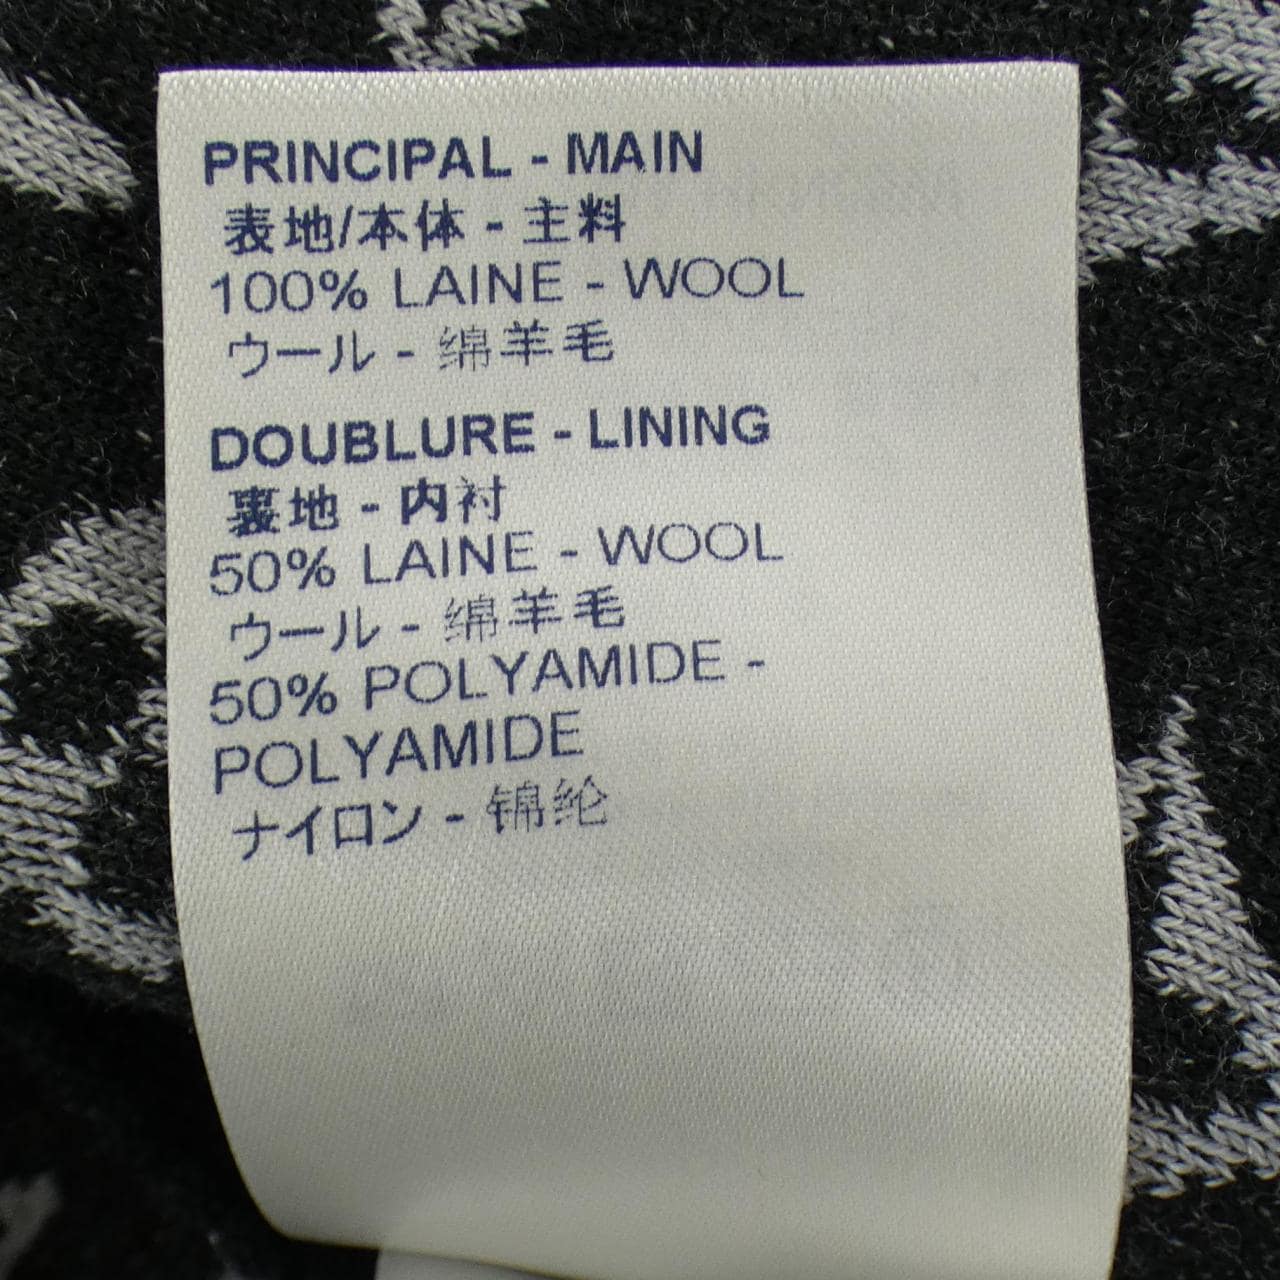 PRINCIPAL - MAIN
表地/本体 - 主料
100% LAINE - WOOL
ウール - 绵羊毛
DOUBLURE - LINING
裏地 - 内衬
50% LAINE - WOOL
ウール - 绵羊毛
50% POLYAMIDE -
POLYAMIDE
ナイロン - 锦纶